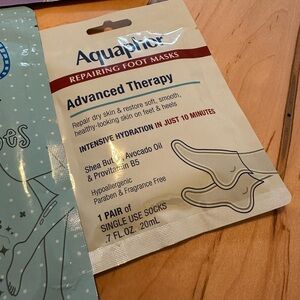 Aquaphor
REPAIRING FOOT MASKS
Advanced Therapy
Repair dry skin & restore soft, smooth,
healthy-looking skin on feet & heels
INTENSIVE HYDRATION IN JUST 10 MINUTES
Shea Butter, Avocado Oil
& Provitamin B5
Hypoallergenic
Paraben & Fragrance Free
1 PAIR of
SINGLE USE SOCKS
.7 FL OZ. 20mL